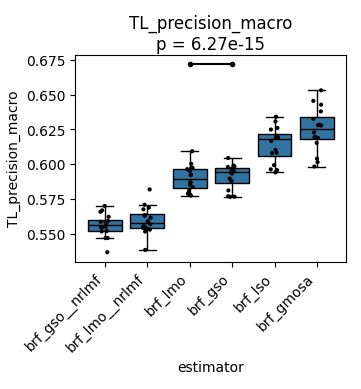 TL_precision_macro
p = 6.27e-15
0.675
0.650
0.625
0.600
0.575
0.550
TL_precision_macro
brf_gso__nrlmf
brf_lmo__nrlmf
brf_lmo
brf_gso
brf_lso
brf_gmosa
estimator